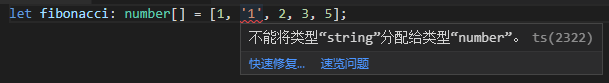 let fibonacci: number[] = [1, '1', 2, 3, 5];
不能将类型“string”分配给类型“number”。 ts(2322)
快速修复... 速览问题